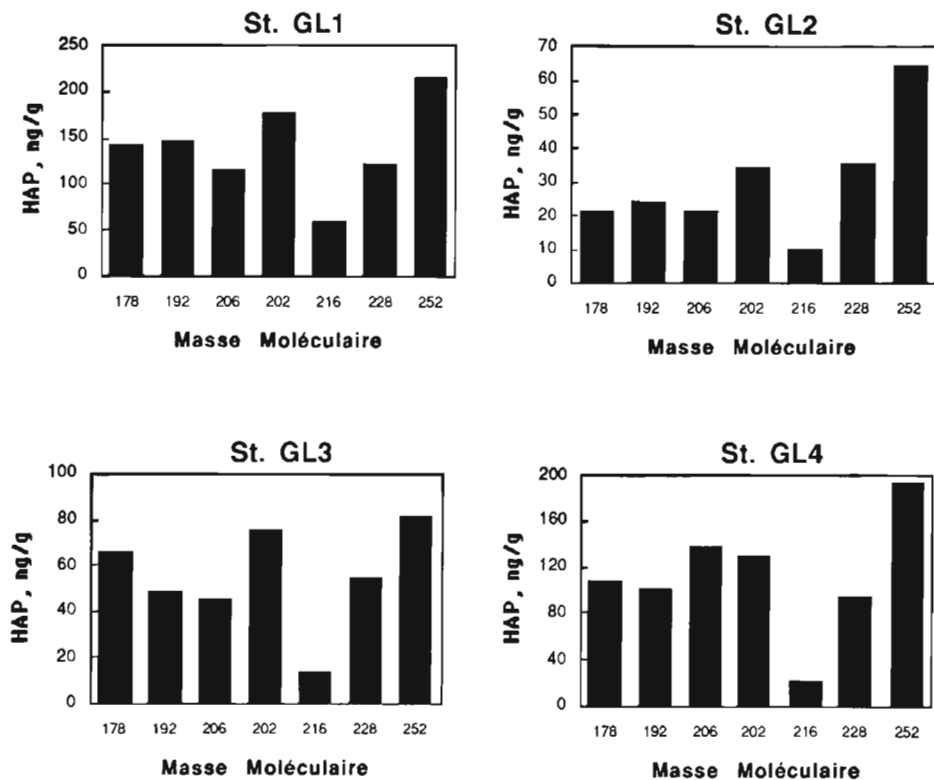 St. GL1
HAP, ng/g
250
200
150
100
50
0
178 192 206 202 216 228 252
Masse Moléculaire
St. GL2
HAP, ng/g
70
60
50
40
30
20
10
0
178 192 206 202 216 228 252
Masse Moléculaire
St. GL3
HAP, ng/g
100
80
60
40
20
0
178 192 206 202 216 228 252
Masse Moléculaire
St. GL4
HAP, ng/g
200
160
120
80
40
0
178 192 206 202 216 228 252
Masse Moléculaire